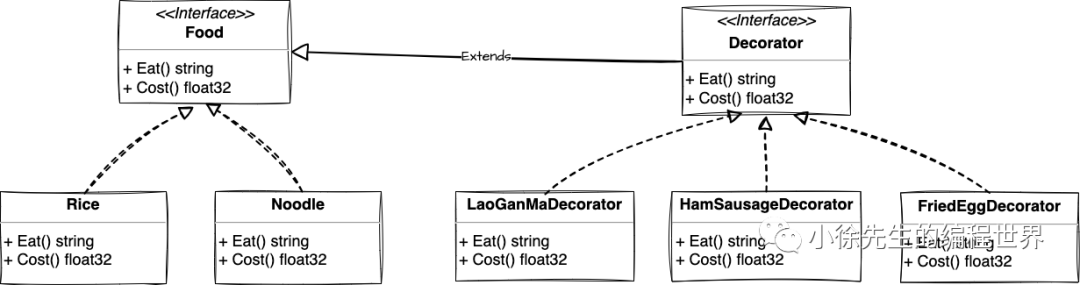 <<Interface>>
Food
+ Eat() string
+ Cost() float32
Extends
<<Interface>>
Decorator
+ Eat() string
+ Cost() float32
Rice
+ Eat() string
+ Cost() float32
Noodle
+ Eat() string
+ Cost() float32
LaoGanMaDecorator
+ Eat() string
+ Cost() float32
HamSausageDecorator
+ Eat() string
+ Cost() float32
FriedEggDecorator
+ Eat() string
+ Cost() float32
小徐先生的编程世界